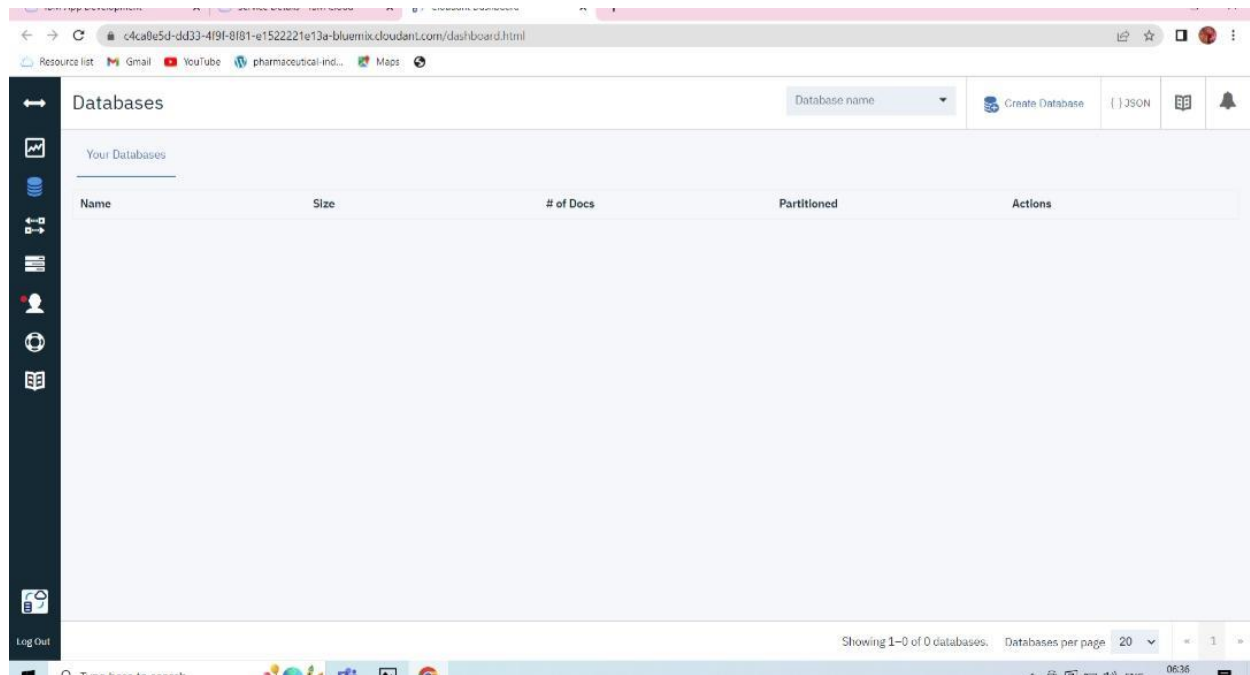 c4ca8e5d-dd33-4f9f-8f81-e1522221e13a-bluemix.cloudant.com/dashboard.html
Resource list Gmail YouTube pharmaceutical-ind... Maps
Databases Database name Create Database { } JSON
Your Databases
Name Size # of Docs Partitioned Actions
Log Out Showing 1–0 of 0 databases. Databases per page 20 « 1 »
06:36